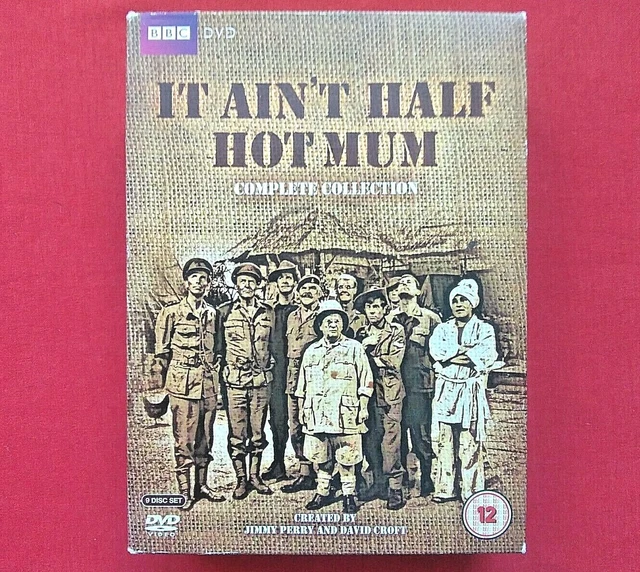 BBC DVD
IT AIN'T HALF
HOT MUM
COMPLETE COLLECTION
9 DISC SET
DVD
VIDEO
CREATED BY
JIMMY PERRY AND DAVID CROFT
12